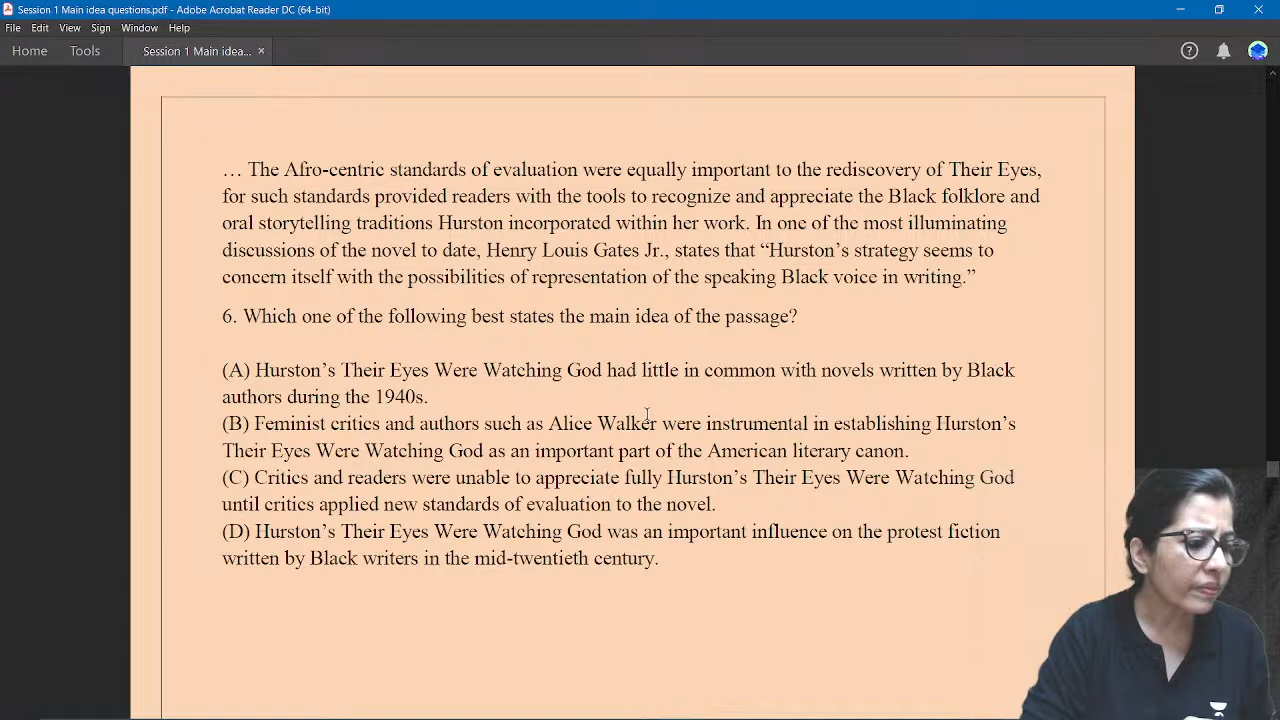 Session 1 Main idea questions.pdf - Adobe Acrobat Reader DC (64-bit)
File Edit View Sign Window Help
Home Tools Session 1 Main idea... ×
… The Afro-centric standards of evaluation were equally important to the rediscovery of Their Eyes,
for such standards provided readers with the tools to recognize and appreciate the Black folklore and
oral storytelling traditions Hurston incorporated within her work. In one of the most illuminating
discussions of the novel to date, Henry Louis Gates Jr., states that “Hurston’s strategy seems to
concern itself with the possibilities of representation of the speaking Black voice in writing.”
6. Which one of the following best states the main idea of the passage?
(A) Hurston’s Their Eyes Were Watching God had little in common with novels written by Black
authors during the 1940s.
(B) Feminist critics and authors such as Alice Walker were instrumental in establishing Hurston’s
Their Eyes Were Watching God as an important part of the American literary canon.
(C) Critics and readers were unable to appreciate fully Hurston’s Their Eyes Were Watching God
until critics applied new standards of evaluation to the novel.
(D) Hurston’s Their Eyes Were Watching God was an important influence on the protest fiction
written by Black writers in the mid-twentieth century.